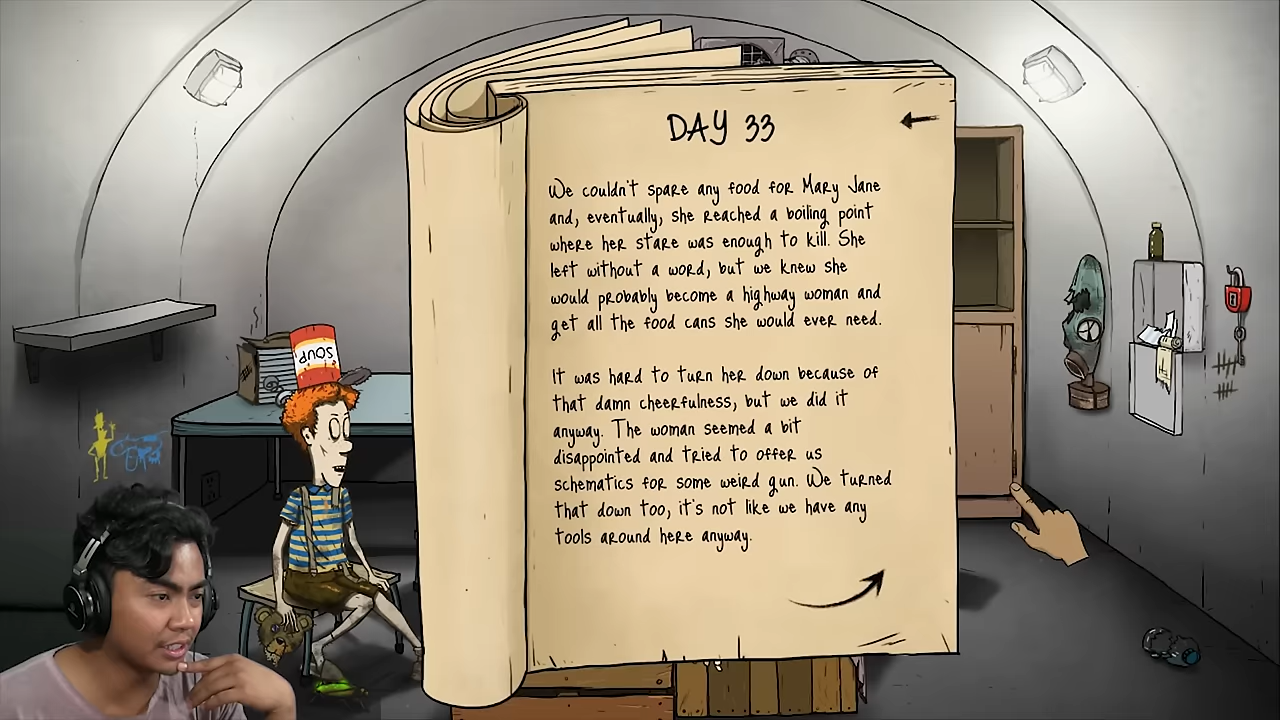 DAY 33
We couldn't spare any food for Mary Jane
and, eventually, she reached a boiling point
where her stare was enough to kill. She
left without a word, but we knew she
would probably become a highway woman and
get all the food cans she would ever need.
It was hard to turn her down because of
that damn cheerfulness, but we did it
anyway. The woman seemed a bit
disappointed and tried to offer us
schematics for some weird gun. We turned
that down too, it's not like we have any
tools around here anyway.
SOUP